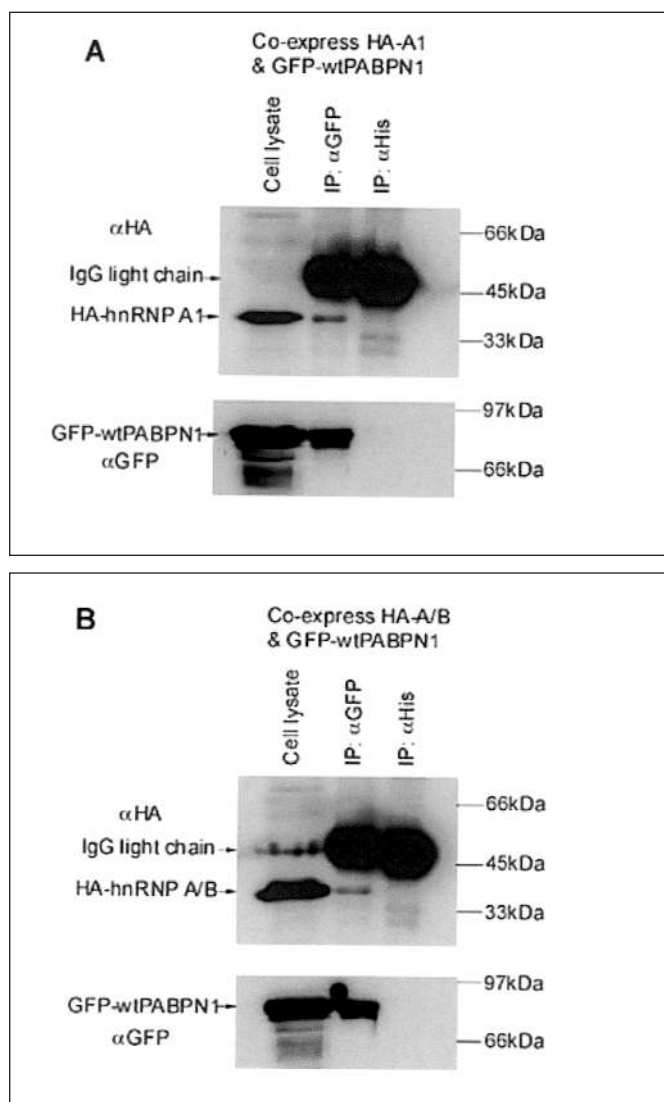 A
Co-express HA-A1
& GFP-wtPABPN1
Cell lysate
IP: αGFP
IP: αHis
αHA
IgG light chain
HA-hnRNP A1
66kDa
45kDa
33kDa
GFP-wtPABPN1
αGFP
97kDa
66kDa
B
Co-express HA-A/B
& GFP-wtPABPN1
Cell lysate
IP: αGFP
IP: αHis
αHA
IgG light chain
HA-hnRNP A/B
66kDa
45kDa
33kDa
GFP-wtPABPN1
αGFP
97kDa
66kDa